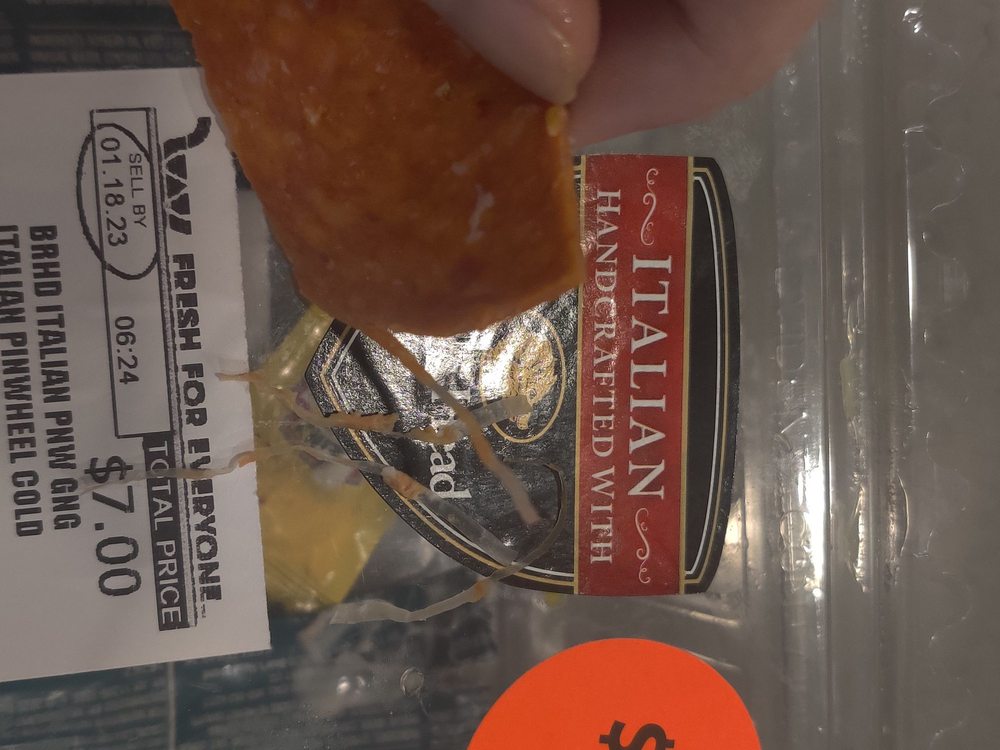 FRESH FOR EVERYONE™
SELL BY
01.18.23
06:24
TOTAL PRICE
$7.00
BRHD ITALIAN PNW GNG
ITALIAN PINWHEEL COLD
ITALIAN
HANDCRAFTED WITH
$